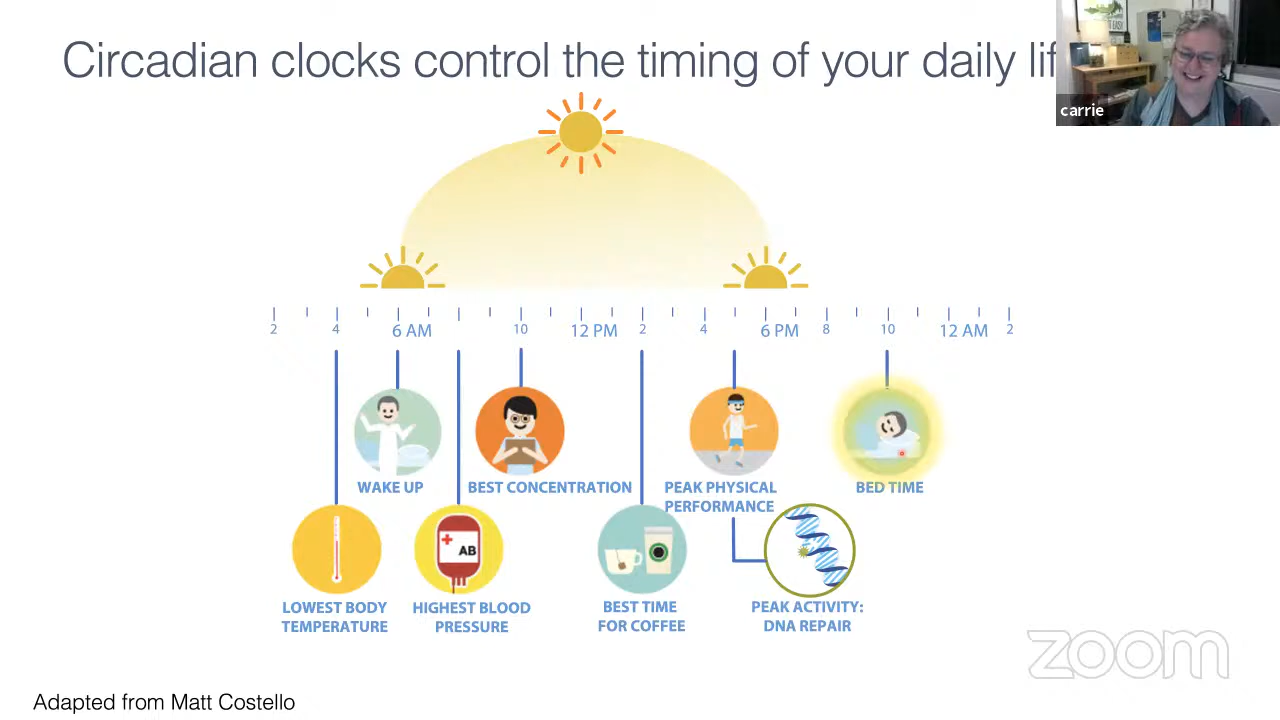 Circadian clocks control the timing of your daily lif
carrie
2 4 6 AM 10 12 PM 2 4 6 PM 8 10 12 AM 2
WAKE UP
BEST CONCENTRATION
PEAK PHYSICAL
PERFORMANCE
BED TIME
AB
LOWEST BODY
TEMPERATURE
HIGHEST BLOOD
PRESSURE
BEST TIME
FOR COFFEE
PEAK ACTIVITY:
DNA REPAIR
zoom
Adapted from Matt Costello